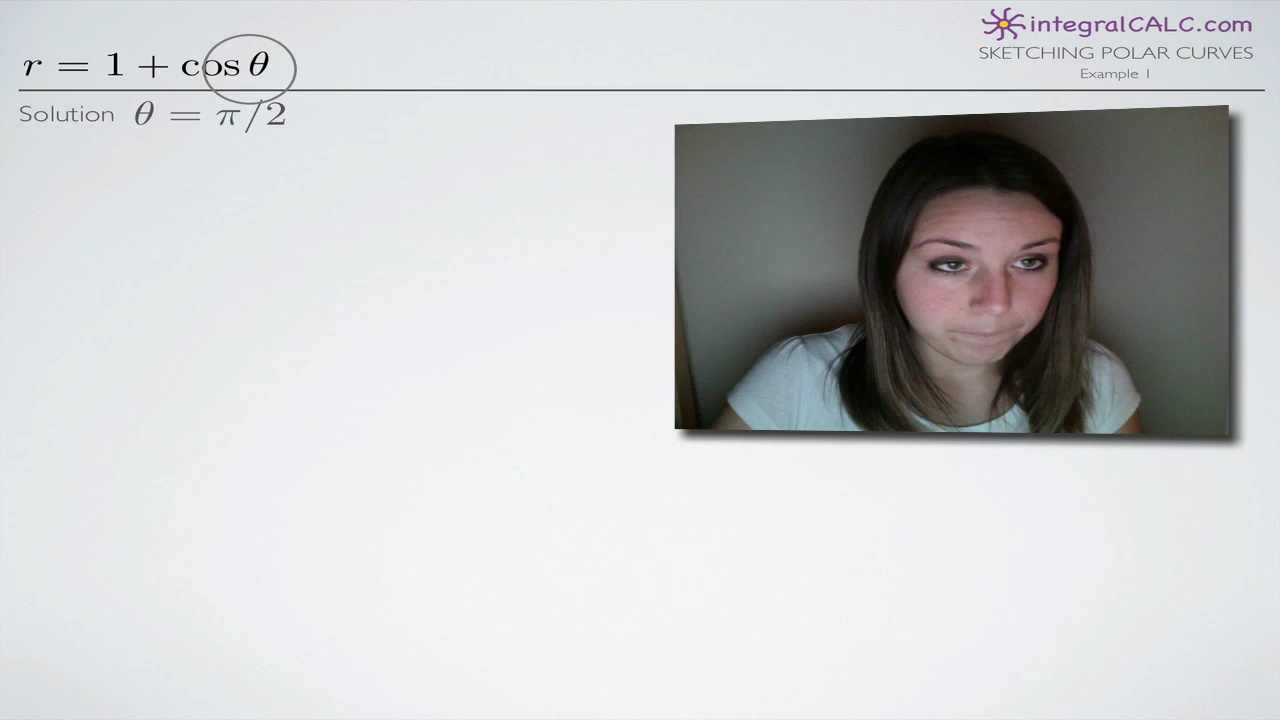 integralCALC.com
SKETCHING POLAR CURVES
Example 1
r = 1 + cos θ
Solution θ = π/2